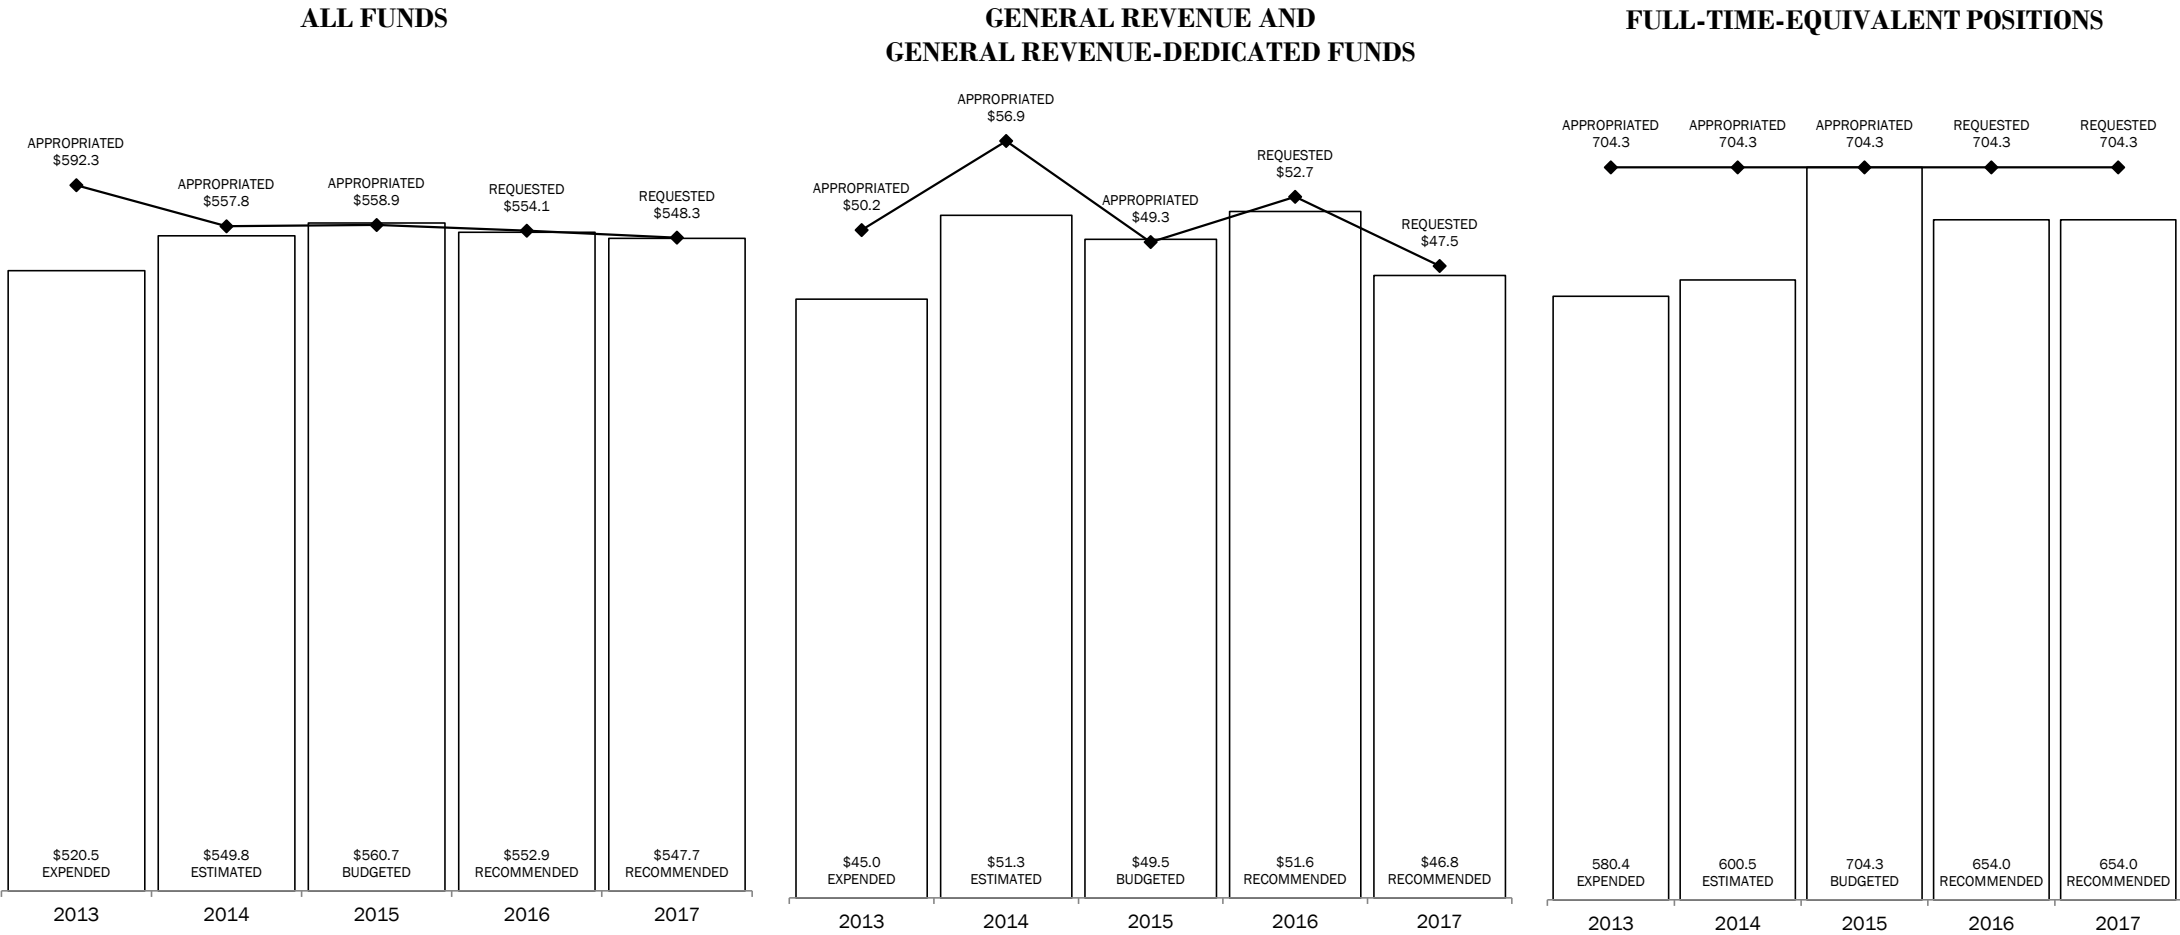 ALL FUNDS
APPROPRIATED
$592.3
APPROPRIATED
$557.8
APPROPRIATED
$558.9
REQUESTED
$554.1
REQUESTED
$548.3
$520.5
EXPENDED
$549.8
ESTIMATED
$560.7
BUDGETED
$552.9
RECOMMENDED
$547.7
RECOMMENDED
2013
2014
2015
2016
2017
GENERAL REVENUE AND
GENERAL REVENUE-DEDICATED FUNDS
APPROPRIATED
$50.2
APPROPRIATED
$56.9
APPROPRIATED
$49.3
REQUESTED
$52.7
REQUESTED
$47.5
$45.0
EXPENDED
$51.3
ESTIMATED
$49.5
BUDGETED
$51.6
RECOMMENDED
$46.8
RECOMMENDED
2013
2014
2015
2016
2017
FULL-TIME-EQUIVALENT POSITIONS
APPROPRIATED
704.3
APPROPRIATED
704.3
APPROPRIATED
704.3
REQUESTED
704.3
REQUESTED
704.3
580.4
EXPENDED
600.5
ESTIMATED
704.3
BUDGETED
654.0
RECOMMENDED
654.0
RECOMMENDED
2013
2014
2015
2016
2017